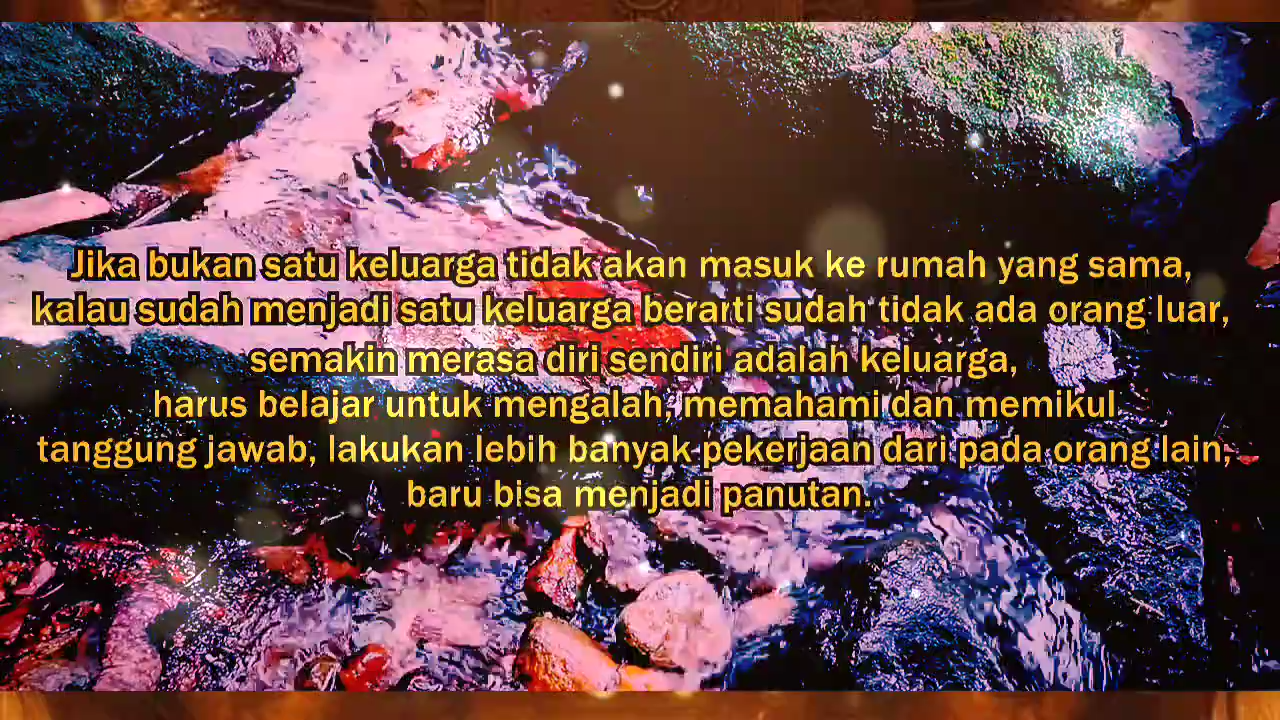 Jika bukan satu keluarga tidak akan masuk ke rumah yang sama,
kalau sudah menjadi satu keluarga berarti sudah tidak ada orang luar,
semakin merasa diri sendiri adalah keluarga,
harus belajar untuk mengalah, memahami dan memikul
tanggung jawab, lakukan lebih banyak pekerjaan dari pada orang lain,
baru bisa menjadi panutan.